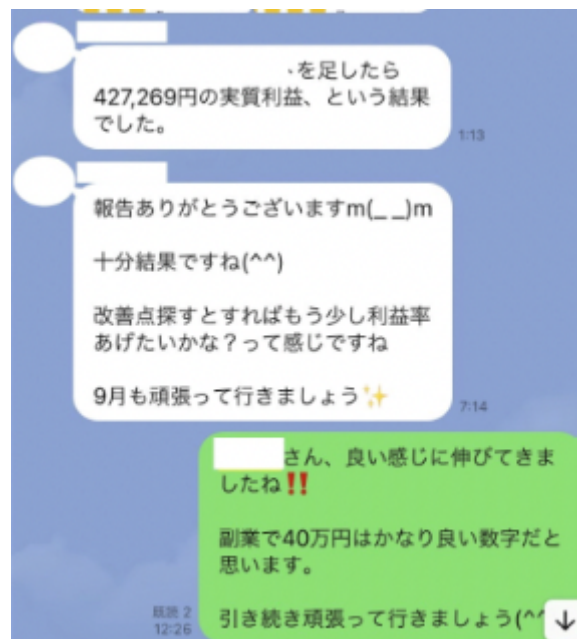 を足したら
427,269円の実質利益、という結果
でした。
1:13
報告ありがとうございますm(_ _)m
十分結果ですね(^^)
改善点探すとすればもう少し利益率
あげたいかな？って感じですね
9月も頑張って行きましょう✨
7:14
さん、良い感じに伸びてきま
したね‼️
副業で40万円はかなり良い数字だと
思います。
引き続き頑張って行きましょう(^^
既読 2
12:26